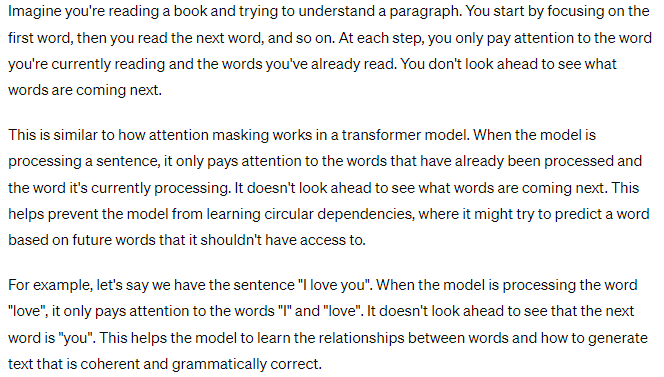 Imagine you're reading a book and trying to understand a paragraph. You start by focusing on the
first word, then you read the next word, and so on. At each step, you only pay attention to the word
you're currently reading and the words you've already read. You don't look ahead to see what
words are coming next.
This is similar to how attention masking works in a transformer model. When the model is
processing a sentence, it only pays attention to the words that have already been processed and
the word it's currently processing. It doesn't look ahead to see what words are coming next. This
helps prevent the model from learning circular dependencies, where it might try to predict a word
based on future words that it shouldn't have access to.
For example, let's say we have the sentence "I love you". When the model is processing the word
"love", it only pays attention to the words "I" and "love". It doesn't look ahead to see that the next
word is "you". This helps the model to learn the relationships between words and how to generate
text that is coherent and grammatically correct.